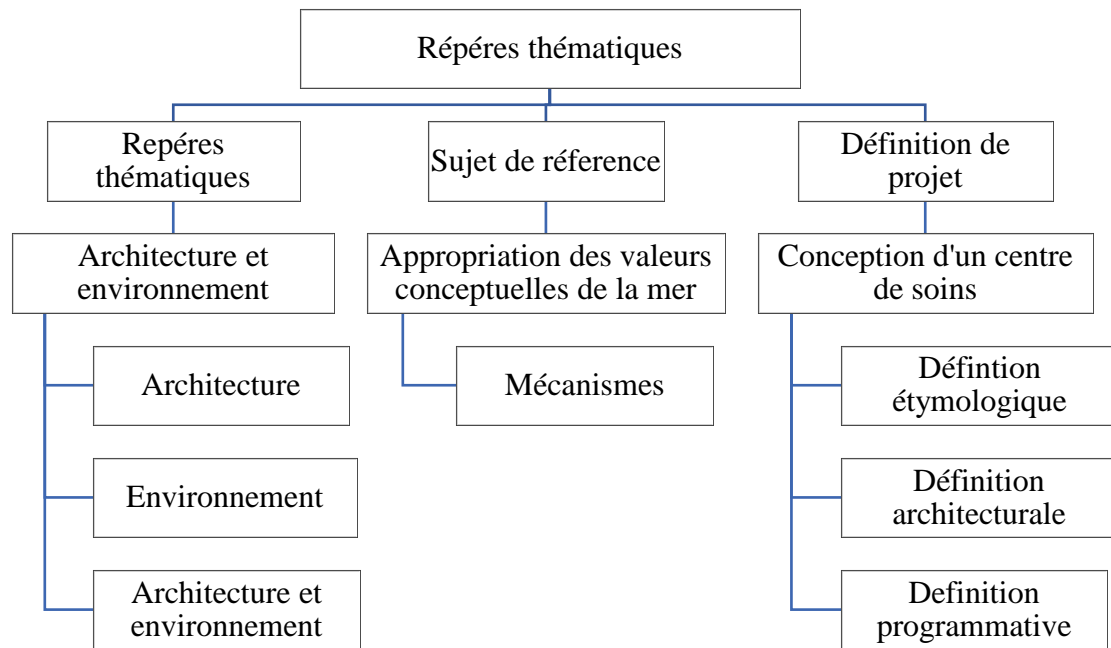 Répéres thématiques
Repéres
thématiques
Sujet de réference
Définition de
projet
Architecture et
environnement
Appropriation des valeurs
conceptuelles de la mer
Conception d'un centre
de soins
Architecture
Mécanismes
Défintion
étymologique
Environnement
Définition
architecturale
Architecture et
environnement
Definition
programmative